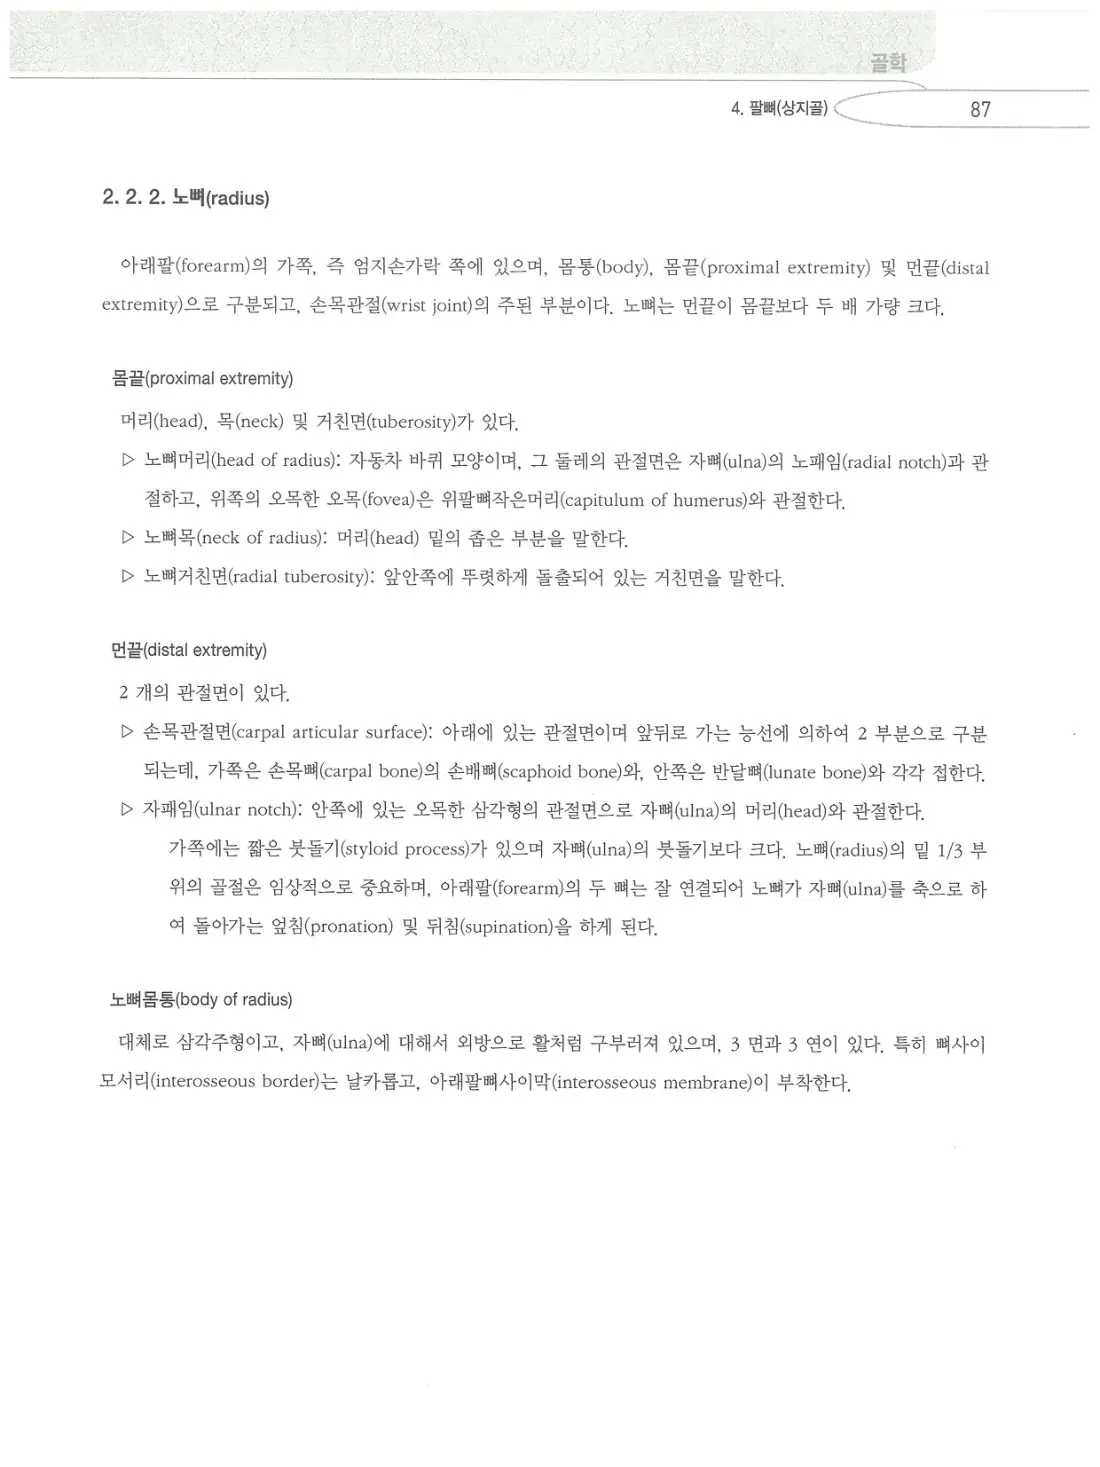 골학
4. 팔뼈(상지골)
87
2. 2. 2. 노뼈(radius)
아래팔(forearm)의 가쪽, 즉 엄지손가락 쪽에 있으며, 몸통(body), 몸끝(proximal extremity) 및 먼끝(distal
extremity)으로 구분되고, 손목관절(wrist joint)의 주된 부분이다. 노뼈는 먼끝이 몸끝보다 두 배 가량 크다.
몸끝(proximal extremity)
머리(head), 목(neck) 및 거친면(tuberosity)가 있다.
▷ 노뼈머리(head of radius): 자동차 바퀴 모양이며, 그 둘레의 관절면은 자뼈(ulna)의 노패임(radial notch)과 관
절하고, 위쪽의 오목한 오목(fovea)은 위팔뼈작은머리(capitulum of humerus)와 관절한다.
▷ 노뼈목(neck of radius): 머리(head) 밑의 좁은 부분을 말한다.
▷ 노뼈거친면(radial tuberosity): 앞안쪽에 뚜렷하게 돌출되어 있는 거친면을 말한다.
먼끝(distal extremity)
2 개의 관절면이 있다.
▷ 손목관절면(carpal articular surface): 아래에 있는 관절면이며 앞뒤로 가는 능선에 의하여 2 부분으로 구분
되는데, 가쪽은 손목뼈(carpal bone)의 손배뼈(scaphoid bone)와, 안쪽은 반달뼈(lunate bone)와 각각 접한다.
▷ 자패임(ulnar notch): 안쪽에 있는 오목한 삼각형의 관절면으로 자뼈(ulna)의 머리(head)와 관절한다.
가쪽에는 짧은 붓돌기(styloid process)가 있으며 자뼈(ulna)의 붓돌기보다 크다. 노뼈(radius)의 밑 1/3 부
위의 골절은 임상적으로 중요하며, 아래팔(forearm)의 두 뼈는 잘 연결되어 노뼈가 자뼈(ulna)를 축으로 하
여 돌아가는 엎침(pronation) 및 뒤침(supination)을 하게 된다.
노뼈몸통(body of radius)
대체로 삼각주형이고, 자뼈(ulna)에 대해서 외방으로 활처럼 구부러져 있으며, 3 면과 3 연이 있다. 특히 뼈사이
모서리(interosseous border)는 날카롭고, 아래팔뼈사이막(interosseous membrane)이 부착한다.